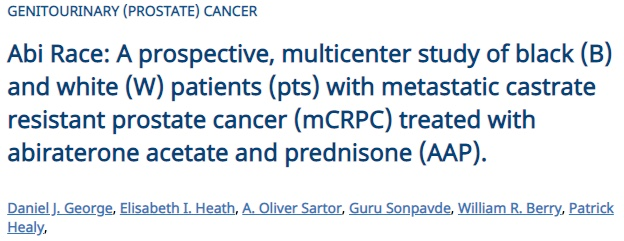 GENITOURINARY (PROSTATE) CANCER
Abi Race: A prospective, multicenter study of black (B)
and white (W) patients (pts) with metastatic castrate
resistant prostate cancer (mCRPC) treated with
abiraterone acetate and prednisone (AAP).
Daniel J. George, Elisabeth I. Heath, A. Oliver Sartor, Guru Sonpavde, William R. Berry, Patrick
Healy,